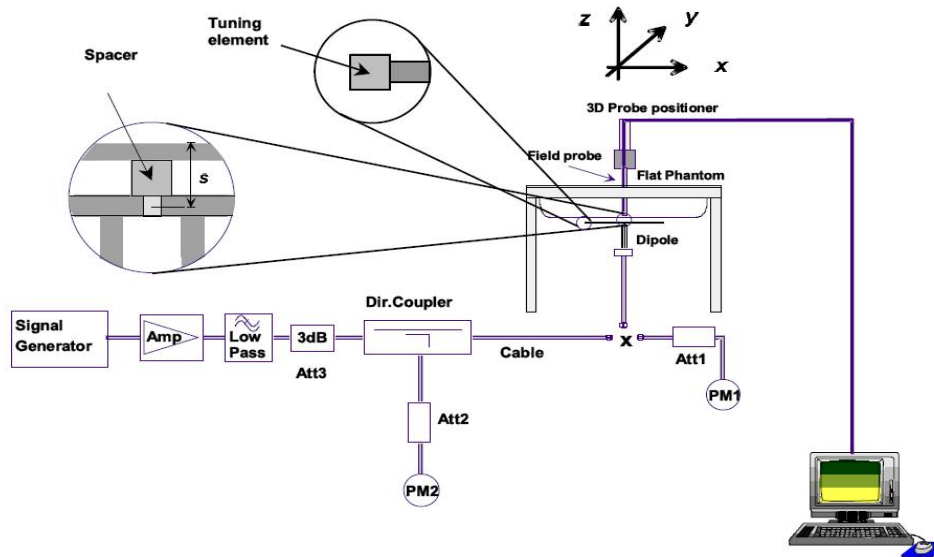 Tuning
element
z
y
x
Spacer
3D Probe positioner
s
Field probe
Flat Phantom
Dipole
Dir.Coupler
Signal
Generator
Amp
Low
Pass
3dB
Att3
Cable
x
Att1
PM1
Att2
PM2